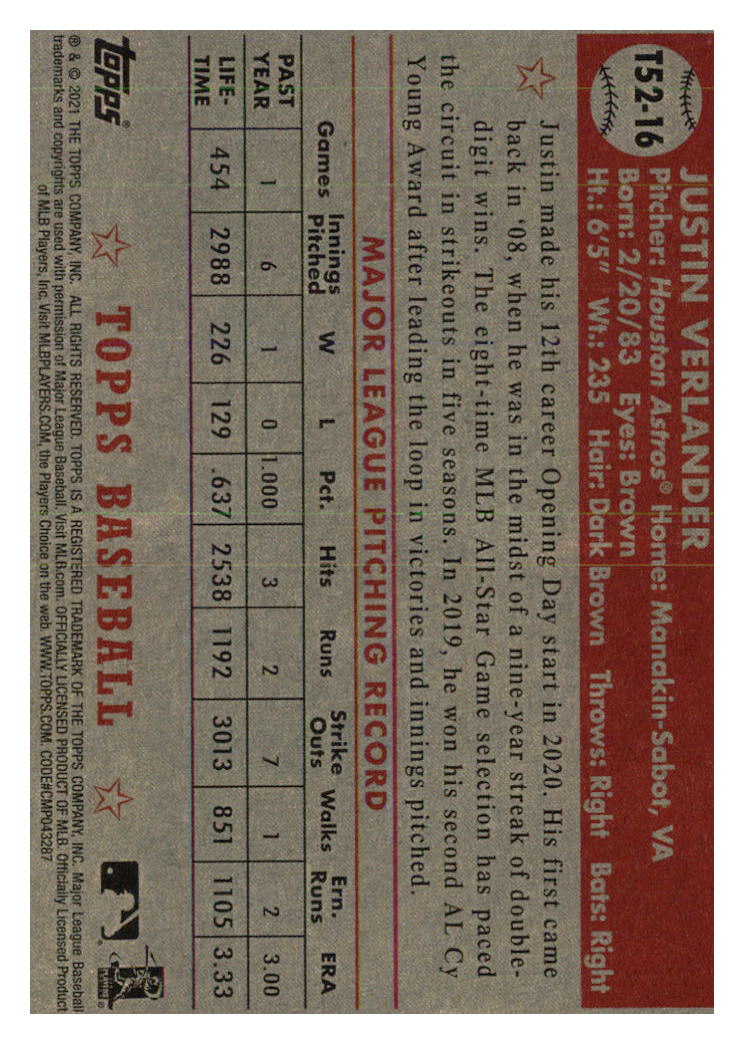 T52-16
JUSTIN VERLANDER
Pitcher: Houston Astros® Home: Manakin-Sabot, VA
Born: 2/20/83 Eyes: Brown
Ht.: 6'5" Wt.: 235 Hair: Dark Brown Throws: Right Bats: Right
Justin made his 12th career Opening Day start in 2020. His first came
back in '08, when he was in the midst of a nine-year streak of double-
digit wins. The eight-time MLB All-Star Game selection has paced
the circuit in strikeouts in five seasons. In 2019, he won his second AL Cy
Young Award after leading the loop in victories and innings pitched.
MAJOR LEAGUE PITCHING RECORD
Games Innings Pitched W L Pct. Hits Runs Strike Outs Walks Ern. Runs ERA
PAST YEAR 1 6 1 0 1.000 3 2 7 1 2 3.00
LIFE-TIME 454 2988 226 129 .637 2538 1192 3013 851 1105 3.33
topps® TOPPS BASEBALL
® & © 2021 THE TOPPS COMPANY, INC. ALL RIGHTS RESERVED. TOPPS IS A REGISTERED TRADEMARK OF THE TOPPS COMPANY, INC. Major League Baseball
trademarks and copyrights are used with permission of Major League Baseball. Visit MLB.com. OFFICIALLY LICENSED PRODUCT OF MLB. Officially Licensed Product
of MLB Players, Inc. Visit MLBPLAYERS.COM, the Players Choice on the web. WWW.TOPPS.COM. CODE#CMP043287